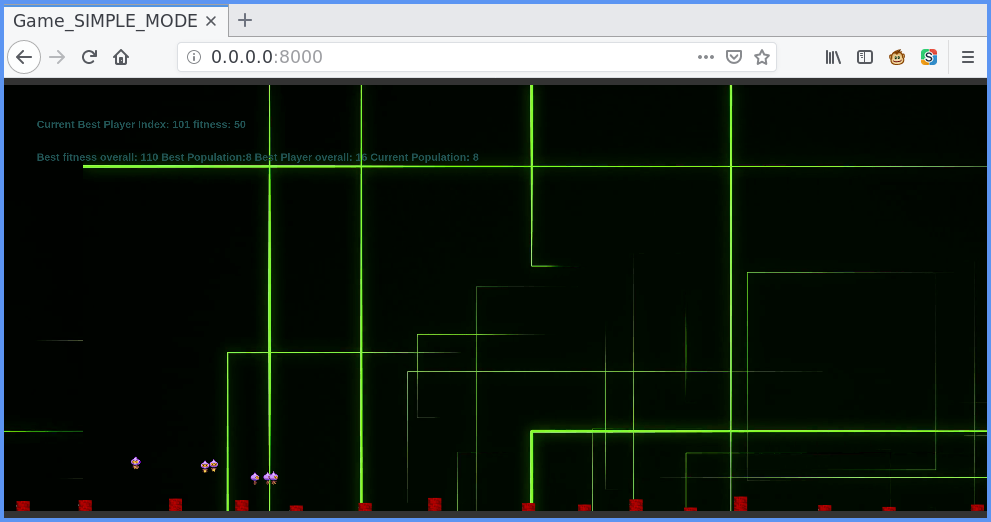 Game_SIMPLE_MODE
0.0.0.0:8000
Current Best Player index: 101 fitness: 50
Best fitness overall: 110 Best Population:8 Best Player overall: 16 Current Population: 8